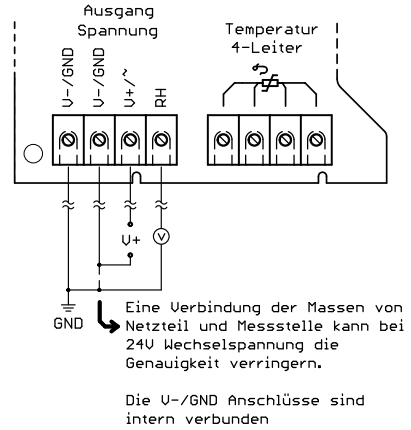 Ausgang
Spannung
Temperatur
4-Leiter
V-/GND
V-/GND
V+/~
RH
V+
V
GND
Eine Verbindung der Massen von
Netzteil und Messstelle kann bei
24V Wechselspannung die
Genauigkeit verringern.
Die V-/GND Anschlüsse sind
intern verbunden